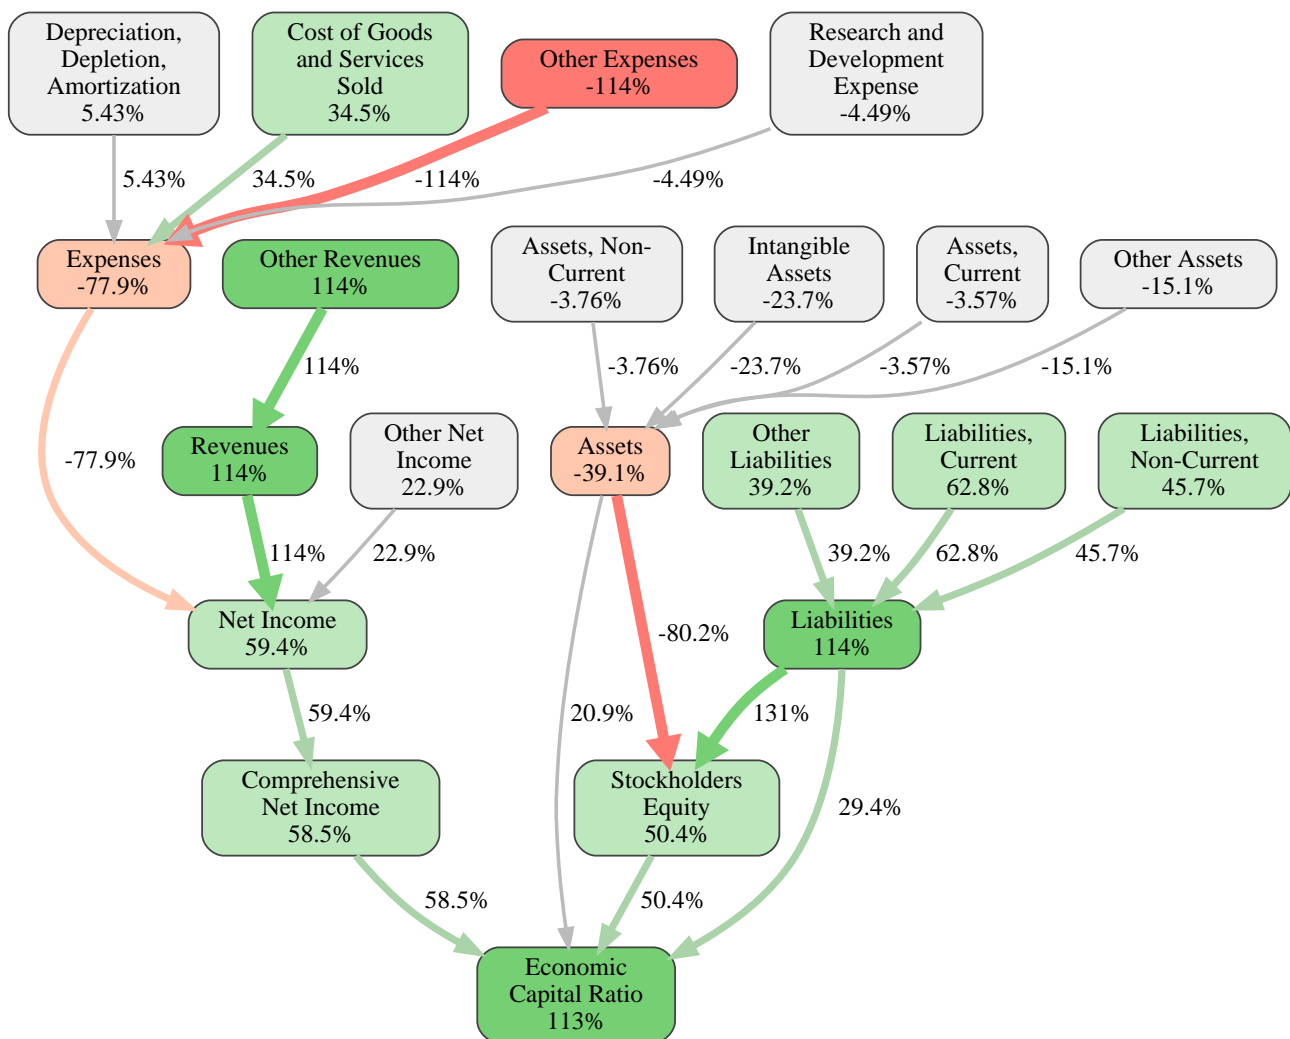 Depreciation,
Depletion,
Amortization
5.43%
Cost of Goods
and Services
Sold
34.5%
Other Expenses
-114%
Research and
Development
Expense
-4.49%
5.43%
34.5%
-114%
-4.49%
Expenses
-77.9%
Other Revenues
114%
Assets, Non-
Current
-3.76%
Intangible
Assets
-23.7%
Assets,
Current
-3.57%
Other Assets
-15.1%
114%
-3.76%
-23.7%
-3.57%
-15.1%
-77.9%
Revenues
114%
Other Net
Income
22.9%
Assets
-39.1%
Other
Liabilities
39.2%
Liabilities,
Current
62.8%
Liabilities,
Non-Current
45.7%
114%
22.9%
39.2%
62.8%
45.7%
Net Income
59.4%
-80.2%
Liabilities
114%
59.4%
20.9%
131%
Comprehensive
Net Income
58.5%
Stockholders
Equity
50.4%
29.4%
58.5%
50.4%
Economic
Capital Ratio
113%